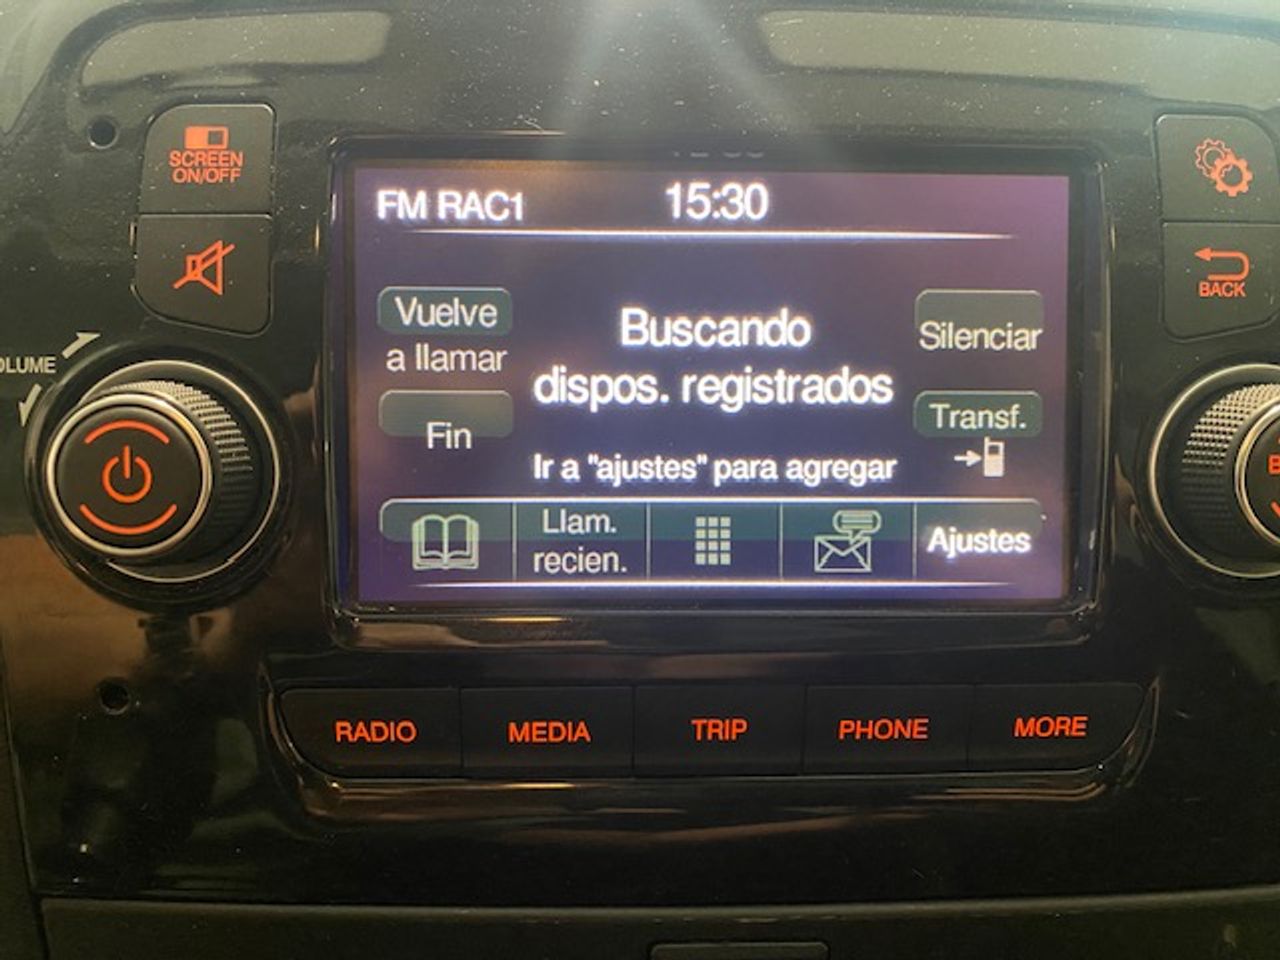 SCREEN
ON/OFF
OLUME
FM RAC1
15:30
Vuelve
a llamar
Fin
Buscando
dispos. registrados
Ir a "ajustes" para agregar
Silenciar
Transf.
Llam.
recien.
Ajustes
BACK
RADIO
MEDIA
TRIP
PHONE
MORE